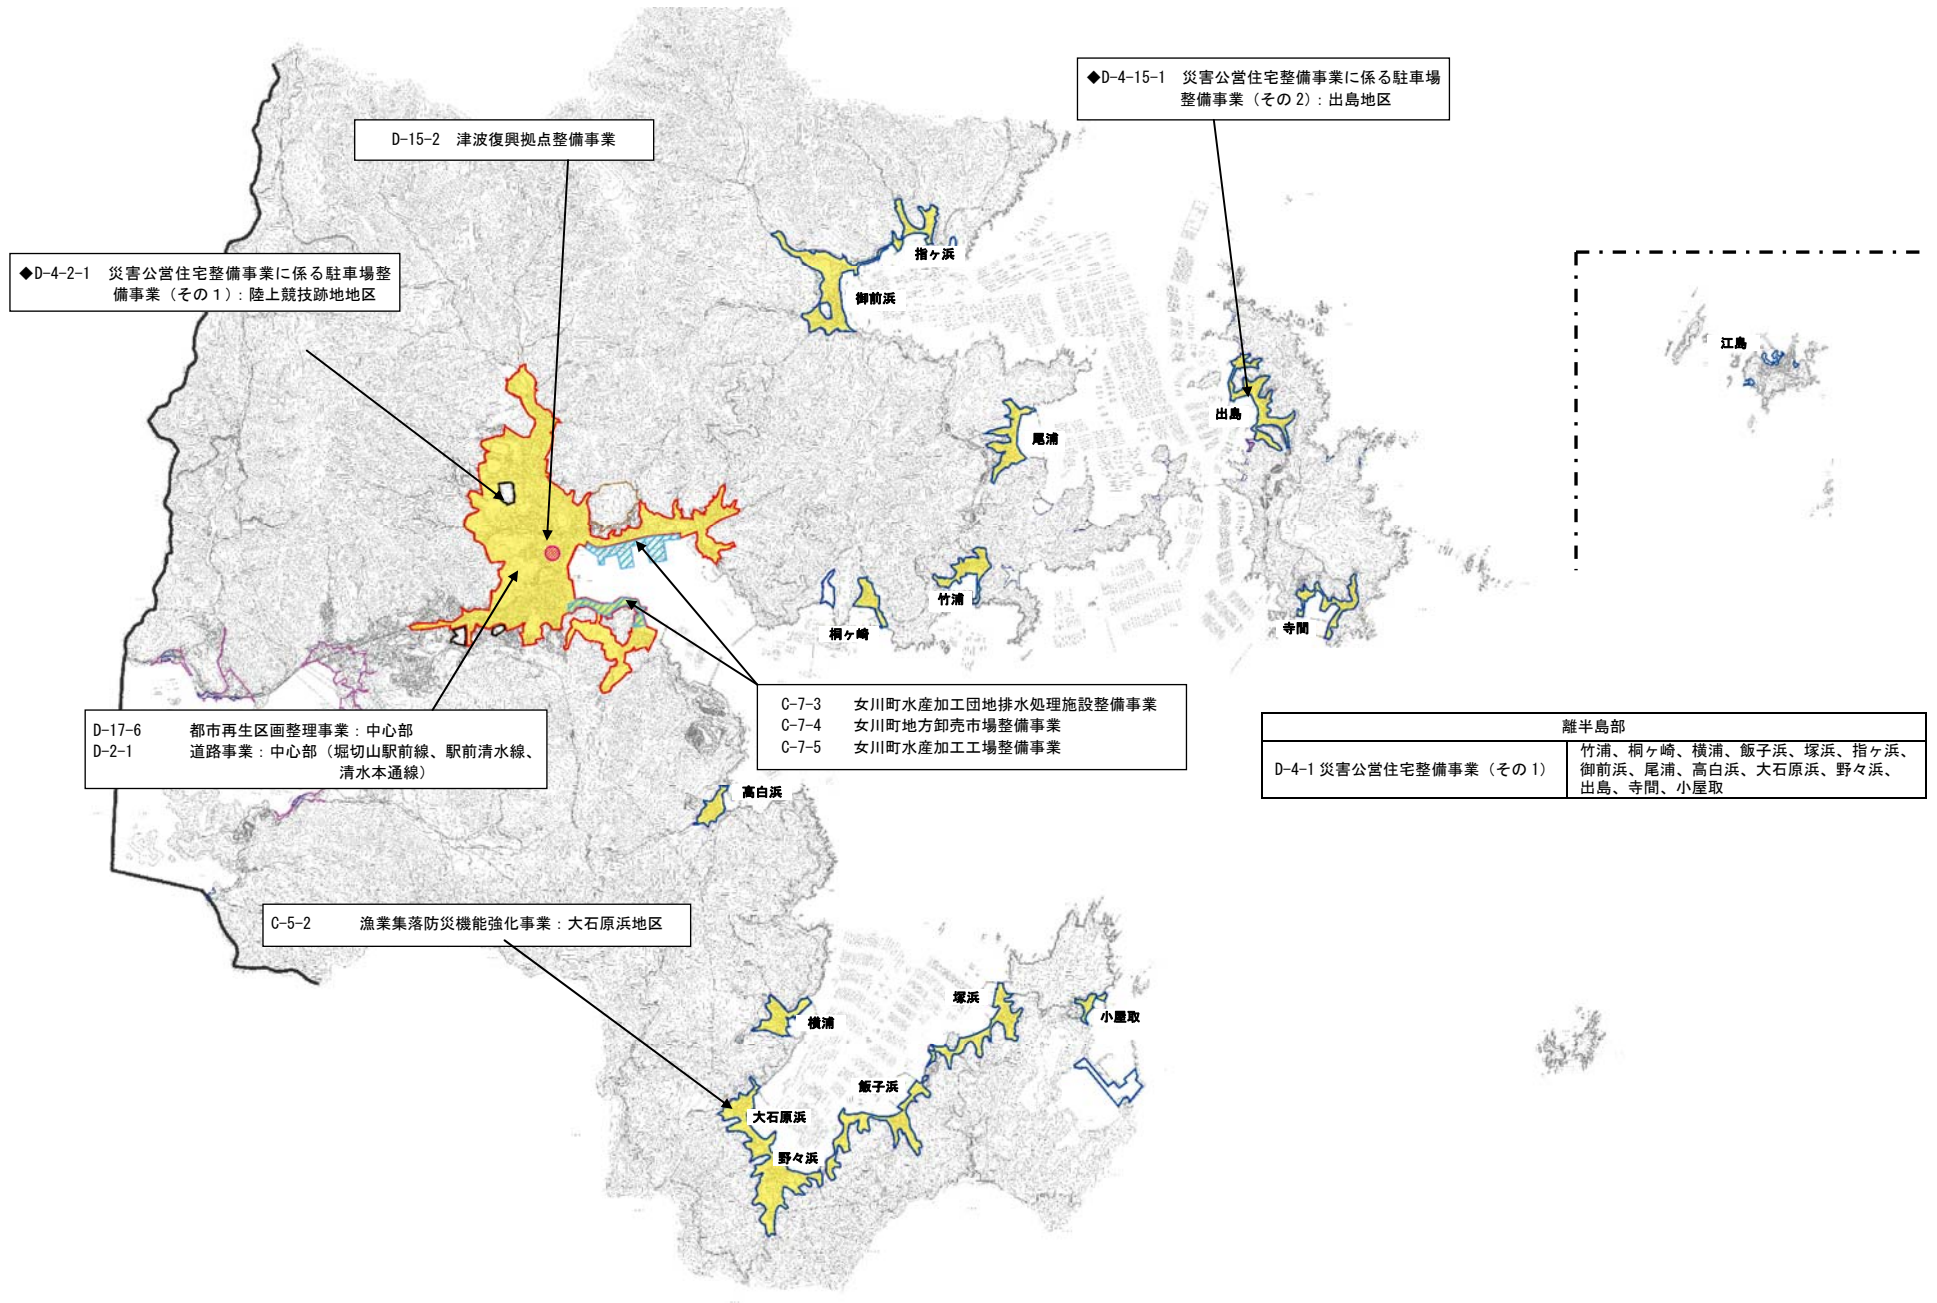 ◆D-4-15-1 災害公営住宅整備事業に係る駐車場
整備事業（その2）：出島地区
D-15-2 津波復興拠点整備事業
◆D-4-2-1 災害公営住宅整備事業に係る駐車場整
備事業（その１）：陸上競技跡地地区
指ヶ浜
御前浜
江島
出島
尾浦
竹浦
桐ヶ崎
寺間
C-7-3 女川町水産加工団地排水処理施設整備事業
C-7-4 女川町地方卸売市場整備事業
C-7-5 女川町水産加工工場整備事業
D-17-6 都市再生区画整理事業：中心部
D-2-1 道路事業：中心部（堀切山駅前線、駅前清水線、
清水本通線）
離半島部
D-4-1 災害公営住宅整備事業（その1）
竹浦、桐ヶ崎、横浦、飯子浜、塚浜、指ヶ浜、
御前浜、尾浦、高白浜、大石原浜、野々浜、
出島、寺間、小屋取
高白浜
C-5-2 漁業集落防災機能強化事業：大石原浜地区
塚浜
小屋取
横浦
飯子浜
大石原浜
野々浜